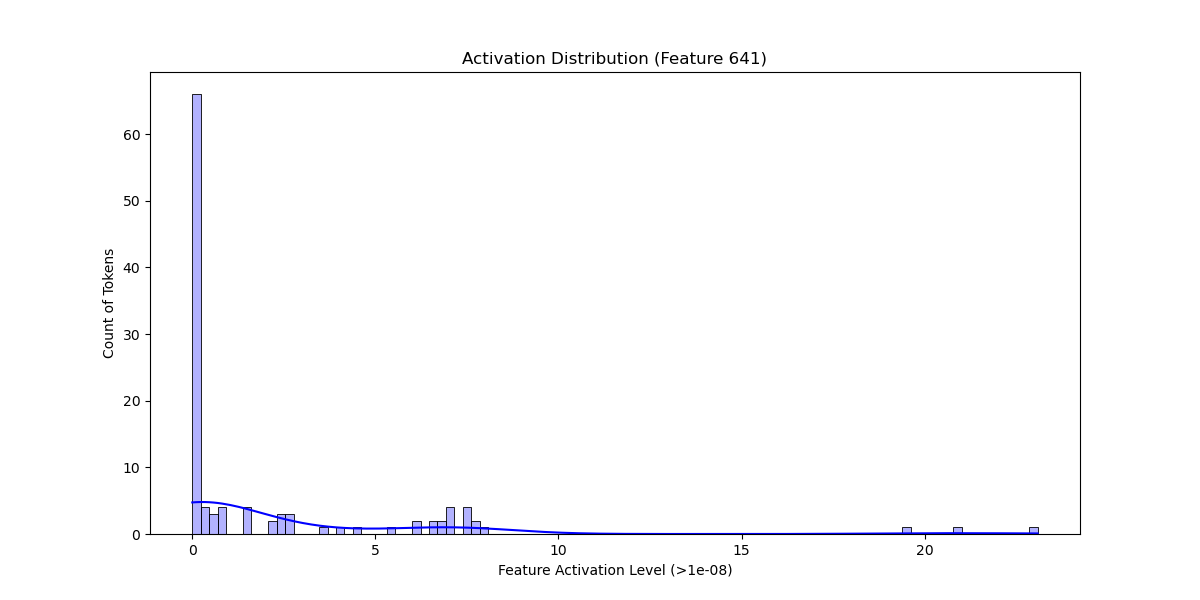 Activation Distribution (Feature 641)
Count of Tokens
60
50
40
30
20
10
0
0 5 10 15 20
Feature Activation Level (>1e-08)